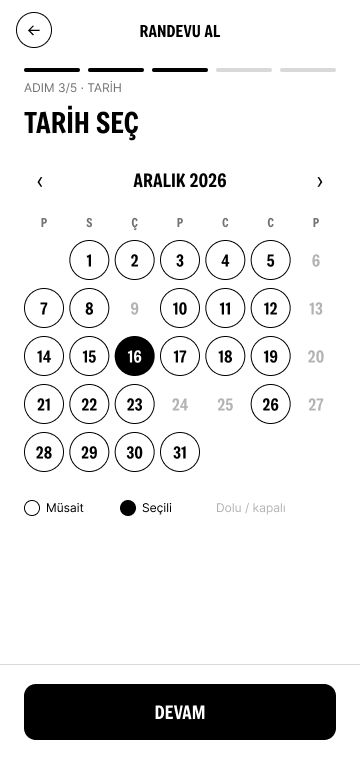 RANDEVU AL
ADIM 3/5 · TARİH
TARİH SEÇ
‹ ARALIK 2026 ›
P S Ç P C C P
1 2 3 4 5 6
7 8 9 10 11 12 13
14 15 16 17 18 19 20
21 22 23 24 25 26 27
28 29 30 31
Müsait Seçili Dolu / kapalı
DEVAM